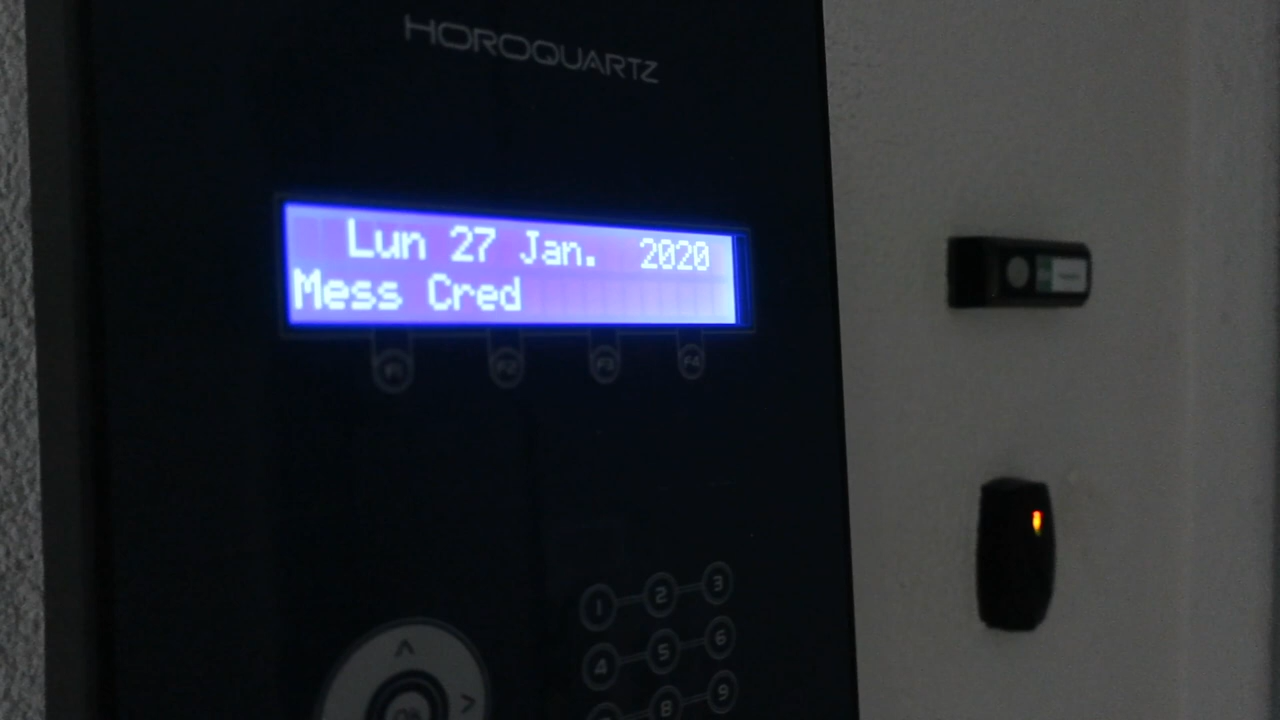 HOROQUARTZ
Lun 27 Jan. 2020
Mess Cred
F1 F2 F3 F4
1 2 3
4 5 6
8 9